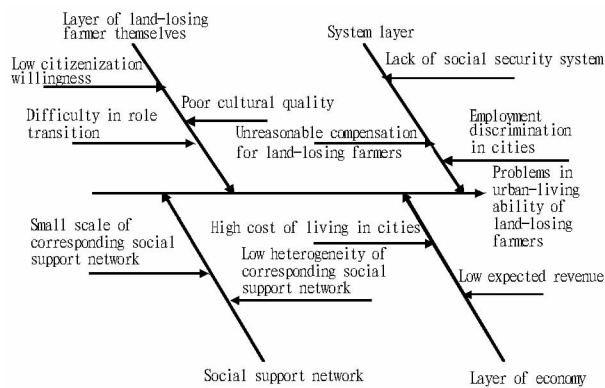 Layer of land-losing
farmer themselves
System layer
Low citizenization
willingness
Lack of social security system
Poor cultural quality
Difficulty in role
transition
Unreasonable compensation
for land-losing farmers
Employment
discrimination
in cities
Problems in
urban-living
ability of
land-losing
farmers
Small scale of
corresponding social
support network
High cost of living in cities
Low heterogeneity of
corresponding social
support network
Low expected revenue
Social support network
Layer of economy